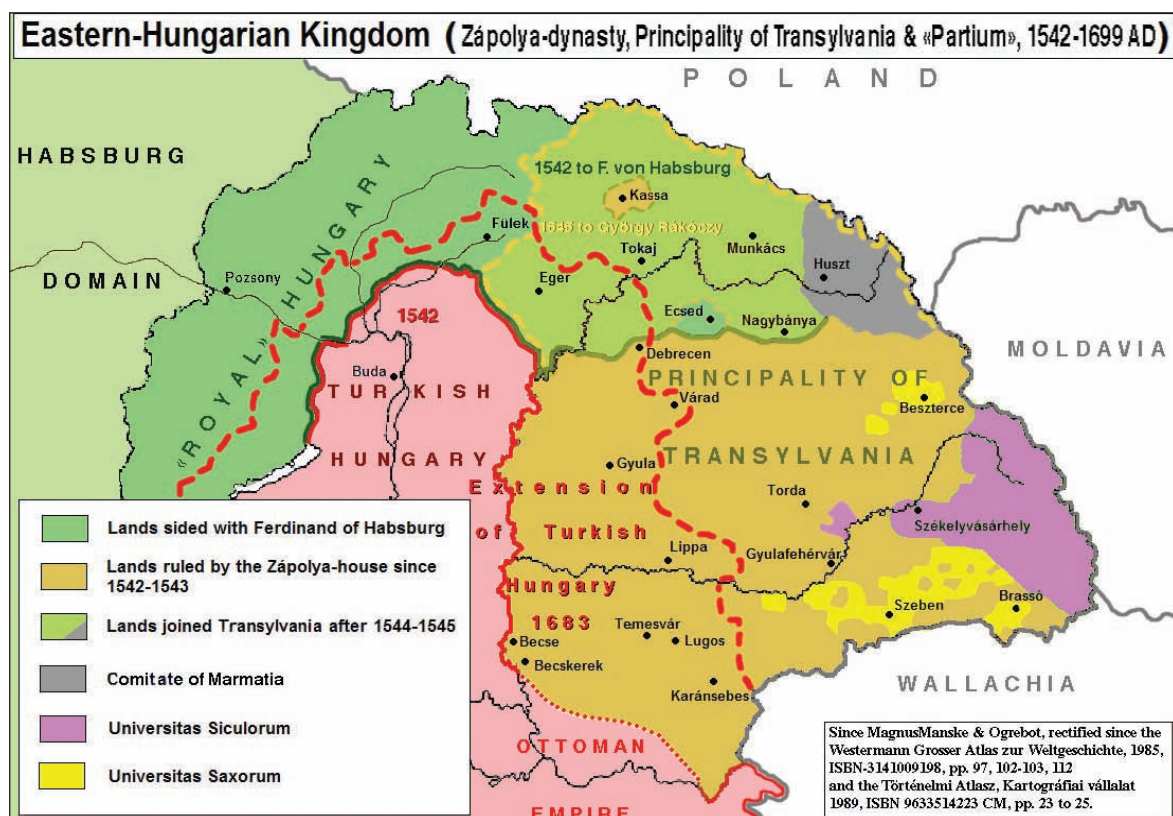 Eastern-Hungarian Kingdom ( Zápolya-dynasty, Principality of Transylvania & «Partium», 1542-1699 AD)
POLAND
HABSBURG
DOMAIN
«ROYAL» HUNGARY
1542 to F. von Habsburg
Kassa
1645 to György Rákóczy
Fülek
Tokaj
Munkács
Huszt
Pozsony
Eger
Ecsed
Nagybánya
1542
MOLDAVIA
Debrecen
Buda
TURKISH
HUNGARY
PRINCIPALITY OF
TRANSYLVANIA
Várad
Beszterce
Gyula
Extension
of Turkish
Hungary
1683
Torda
Székelyvásárhely
Lippa
Gyulafehérvár
Szeben
Brassó
Temesvár
Lugos
Becse
Becskerek
Karánsebes
WALLACHIA
OTTOMAN
EMPIRE
Lands sided with Ferdinand of Habsburg
Lands ruled by the Zápolya-house since
1542-1543
Lands joined Transylvania after 1544-1545
Comitate of Marmatia
Universitas Siculorum
Universitas Saxorum
Since MagnusManske & Ogrebot, rectified since the
Westermann Grosser Atlas zur Weltgeschichte, 1985,
ISBN-3141009198, pp. 97, 102-103, 112
and the Történelmi Atlasz, Kartográfiai vállalat
1989, ISBN 9633514223 CM, pp. 23 to 25.